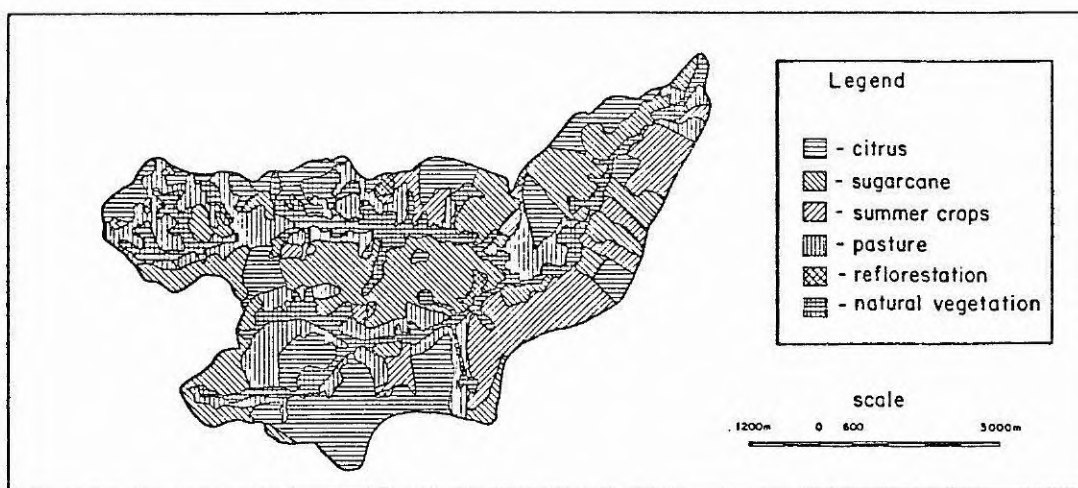 Legend
- citrus
- sugarcane
- summer crops
- pasture
- reflorestation
- natural vegetation
scale
.1200m 0 600 3000m